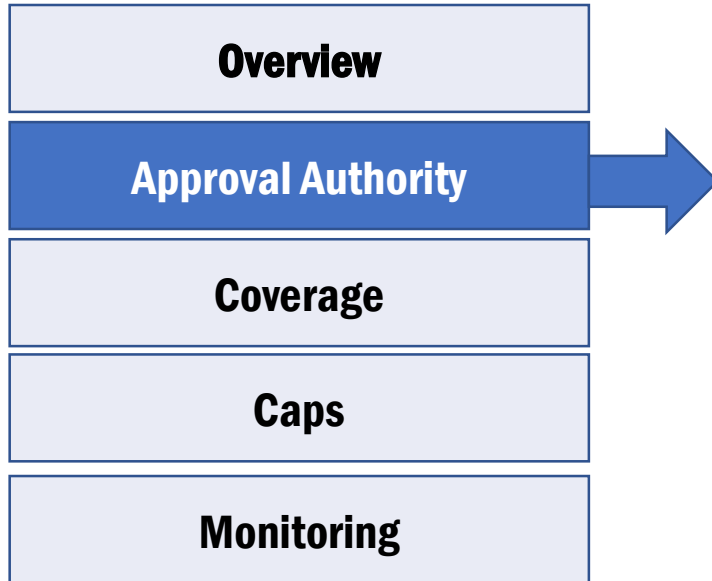 Overview
Approval Authority
Coverage
Caps
Monitoring